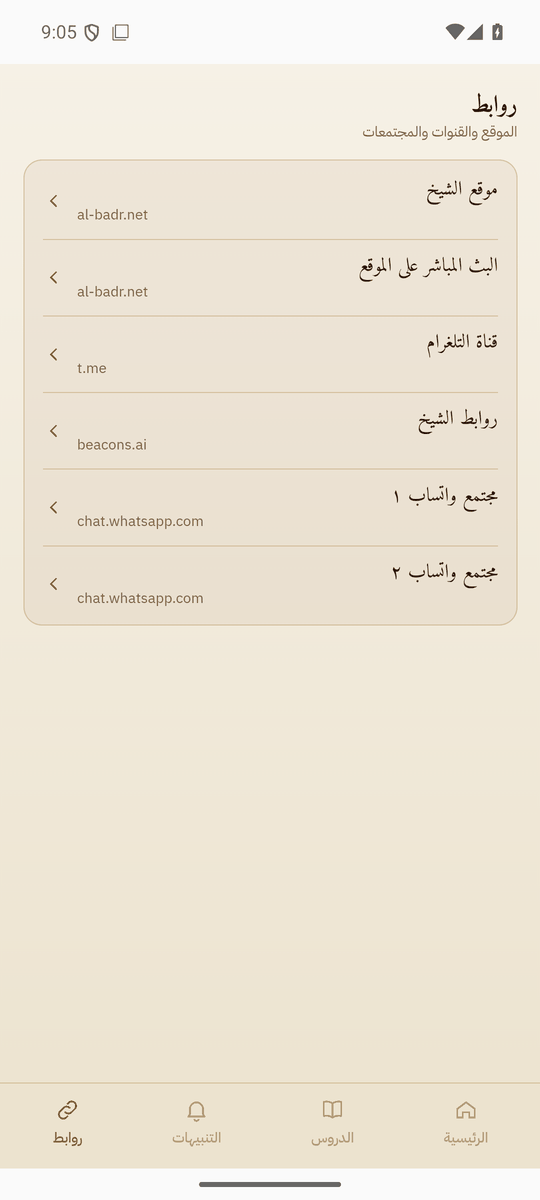 9:05
روابط
الموقع والقنوات والمجتمعات
موقع الشيخ
al-badr.net
البث المباشر على الموقع
al-badr.net
قناة التلغرام
t.me
روابط الشيخ
beacons.ai
مجتمع واتساب ١
chat.whatsapp.com
مجتمع واتساب ٢
chat.whatsapp.com
الرئيسية
الدروس
التنبيهات
روابط